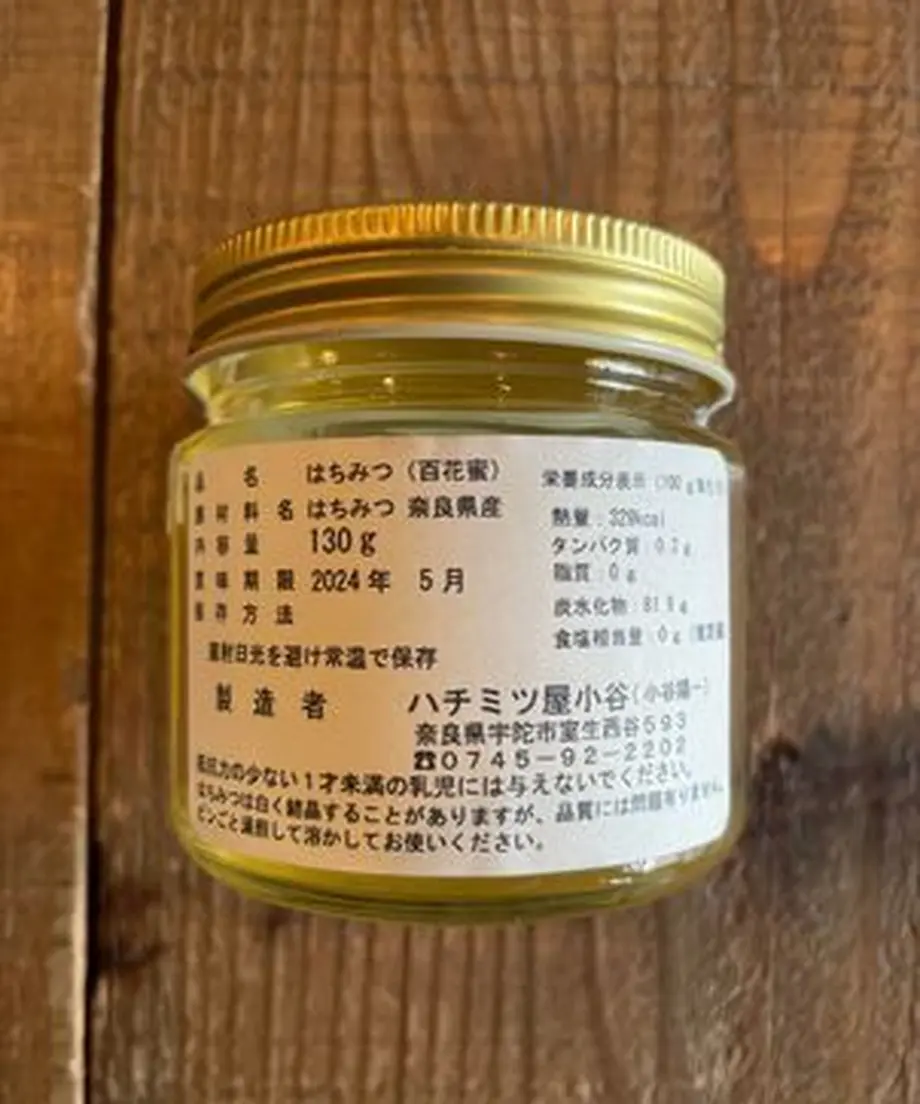 品 名 はちみつ（百花蜜）
原 材 料 名 はちみつ 奈良県産
内 容 量 130g
賞 味 期 限 2024年 5月
保 存 方 法
直射日光を避け常温で保存
栄養成分表示（100g
熱量：329kcal
タンパク質：0.2g
脂質：0g
炭水化物：81.9g
食塩相当量：0g
製 造 者 ハチミツ屋小谷(小谷陽一)
奈良県宇陀市室生西谷593
☎0745－92－2202
抵抗力の少ない1才未満の乳児には与えないでください。
はちみつは白く結晶することがありますが、品質には問題有りません。
ビンごと湯煎して溶かしてお使いください。